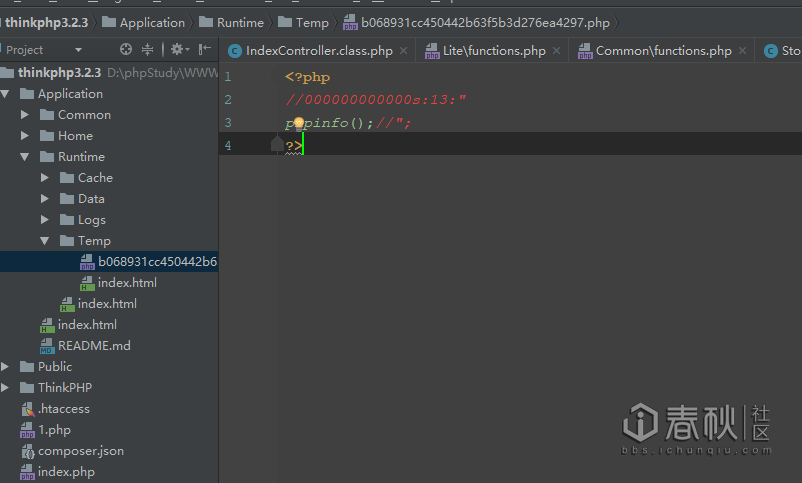 thinkphp3.2.3 Application Runtime Temp b068931cc450442b63f5b3d276ea4297.php
Project
IndexController.class.php × Lite\functions.php × Common\functions.php × Sto
thinkphp3.2.3 D:\phpStudy\WWW
Application
Common
Home
Runtime
Cache
Data
Logs
Temp
b068931cc450442b6
index.html
index.html
index.html
README.md
Public
ThinkPHP
.htaccess
1.php
composer.json
index.php
1 <?php
2 //000000000000s:13:"
3 ();//";
4 ?>
春秋 社区
bbs.ichunqiu.com